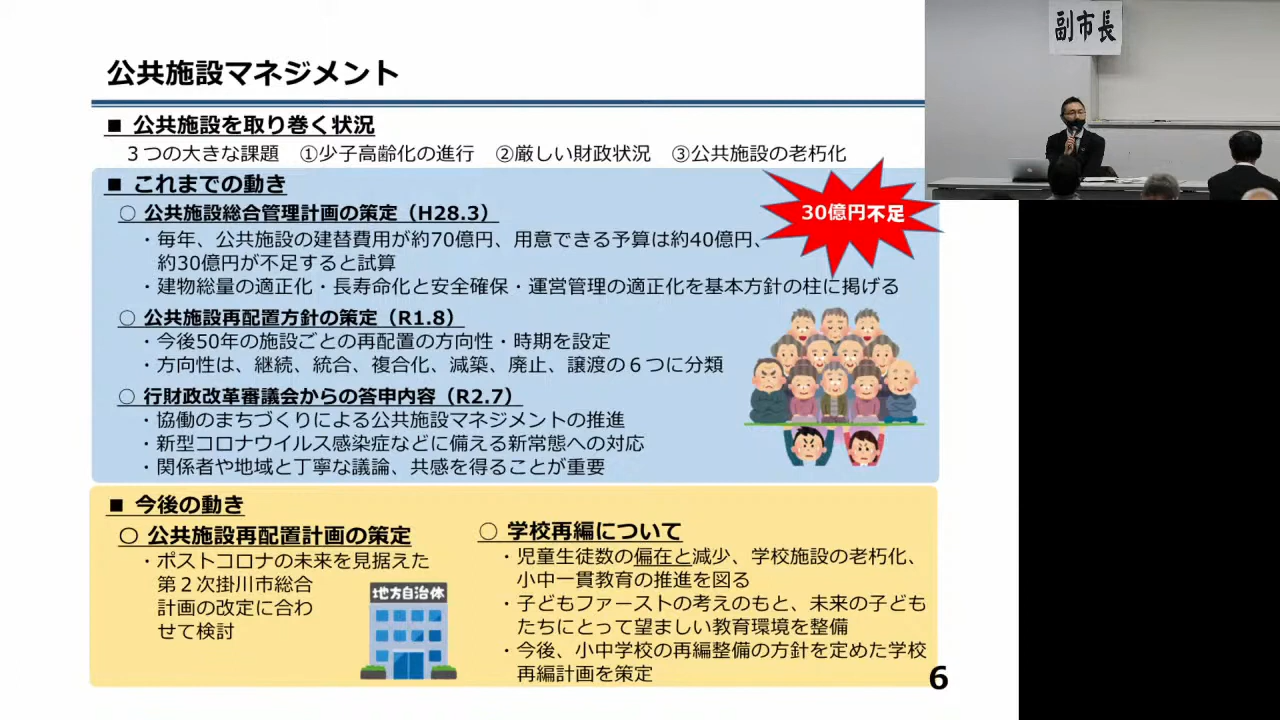 公共施設マネジメント
副市長
■ 公共施設を取り巻く状況
３つの大きな課題　①少子高齢化の進行　②厳しい財政状況　③公共施設の老朽化
■ これまでの動き
○ 公共施設総合管理計画の策定（H28.3）
・毎年、公共施設の建替費用が約70億円、用意できる予算は約40億円、
約30億円が不足すると試算
・建物総量の適正化・長寿命化と安全確保・運営管理の適正化を基本方針の柱に掲げる
30億円不足
○ 公共施設再配置方針の策定（R1.8）
・今後50年の施設ごとの再配置の方向性・時期を設定
・方向性は、継続、統合、複合化、減築、廃止、譲渡の６つに分類
○ 行財政改革審議会からの答申内容（R2.7）
・協働のまちづくりによる公共施設マネジメントの推進
・新型コロナウイルス感染症などに備える新常態への対応
・関係者や地域と丁寧な議論、共感を得ることが重要
■ 今後の動き
○ 公共施設再配置計画の策定
・ポストコロナの未来を見据えた
第２次掛川市総合
計画の改定に合わ
せて検討
地方自治体
○ 学校再編について
・児童生徒数の偏在と減少、学校施設の老朽化、
小中一貫教育の推進を図る
・子どもファーストの考えのもと、未来の子ども
たちにとって望ましい教育環境を整備
・今後、小中学校の再編整備の方針を定めた学校
再編計画を策定
6